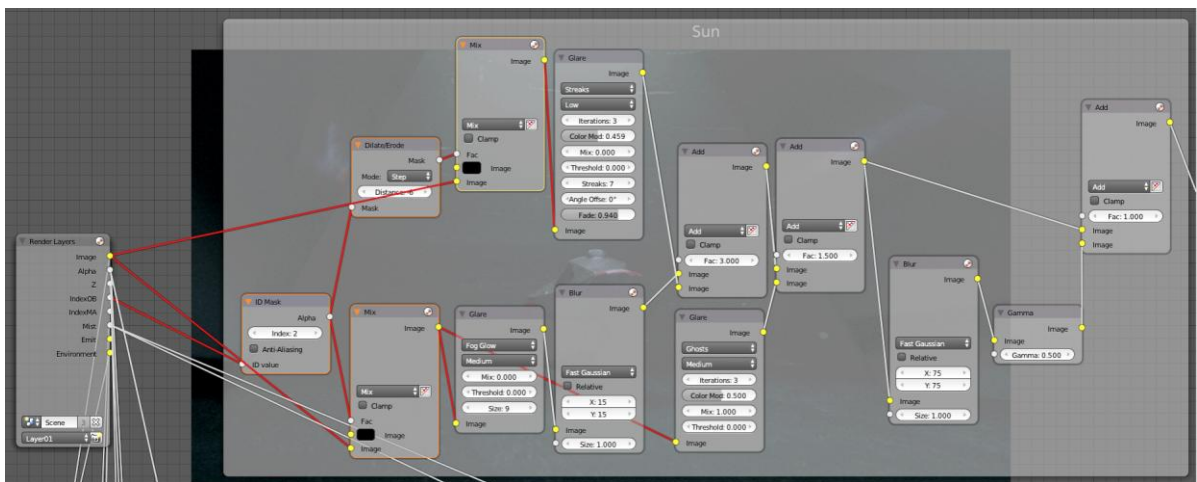 Sun
Render Layers
Image
Alpha
Z
IndexOB
IndexMA
Mist
Emit
Environment
Scene
3
Layer01
ID Mask
Alpha
Index: 2
Anti-Aliasing
ID value
Dilate/Erode
Mask
Mode:
Step
Distance: -6
Mask
Mix
Image
Mix
Clamp
Fac
Image
Image
Mix
Image
Mix
Clamp
Fac
Image
Image
Glare
Image
Streaks
Low
Iterations: 3
Color Mod: 0.459
Mix: 0.000
Threshold: 0.000
Streaks: 7
Angle Offse: 0°
Fade: 0.940
Image
Glare
Image
Fog Glow
Medium
Mix: 0.000
Threshold: 0.000
Size: 9
Image
Blur
Image
Fast Gaussian
Relative
X: 15
Y: 15
Image
Size: 1.000
Add
Image
Add
Clamp
Fac: 3.000
Image
Image
Glare
Image
Ghosts
Medium
Iterations: 3
Color Mod: 0.500
Mix: 1.000
Threshold: 0.000
Image
Add
Image
Add
Clamp
Fac: 1.500
Image
Image
Blur
Image
Fast Gaussian
Relative
X: 75
Y: 75
Image
Size: 1.000
Gamma
Image
Image
Gamma: 0.500
Add
Image
Add
Clamp
Fac: 1.000
Image
Image